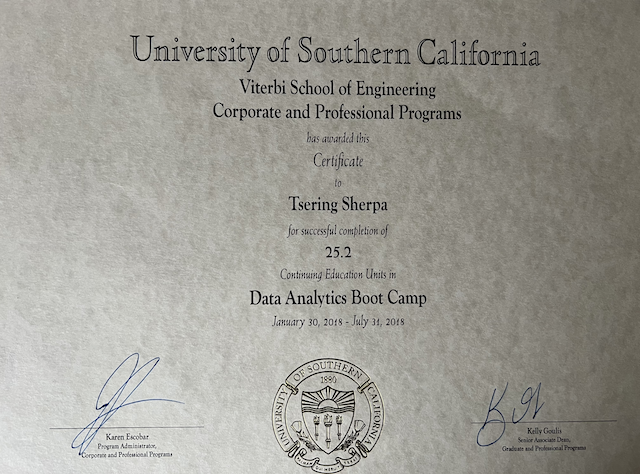 University of Southern California
Viterbi School of Engineering
Corporate and Professional Programs
has awarded this
Certificate
to
Tsering Sherpa
for successful completion of
25.2
Continuing Education Units in
Data Analytics Boot Camp
January 30, 2018 - July 31, 2018
UNIVERSITY OF SOUTHERN CALIFORNIA
1880
Karen Escobar
Program Administrator,
Corporate and Professional Programs
Kelly Goulis
Senior Associate Dean,
Graduate and Professional Programs